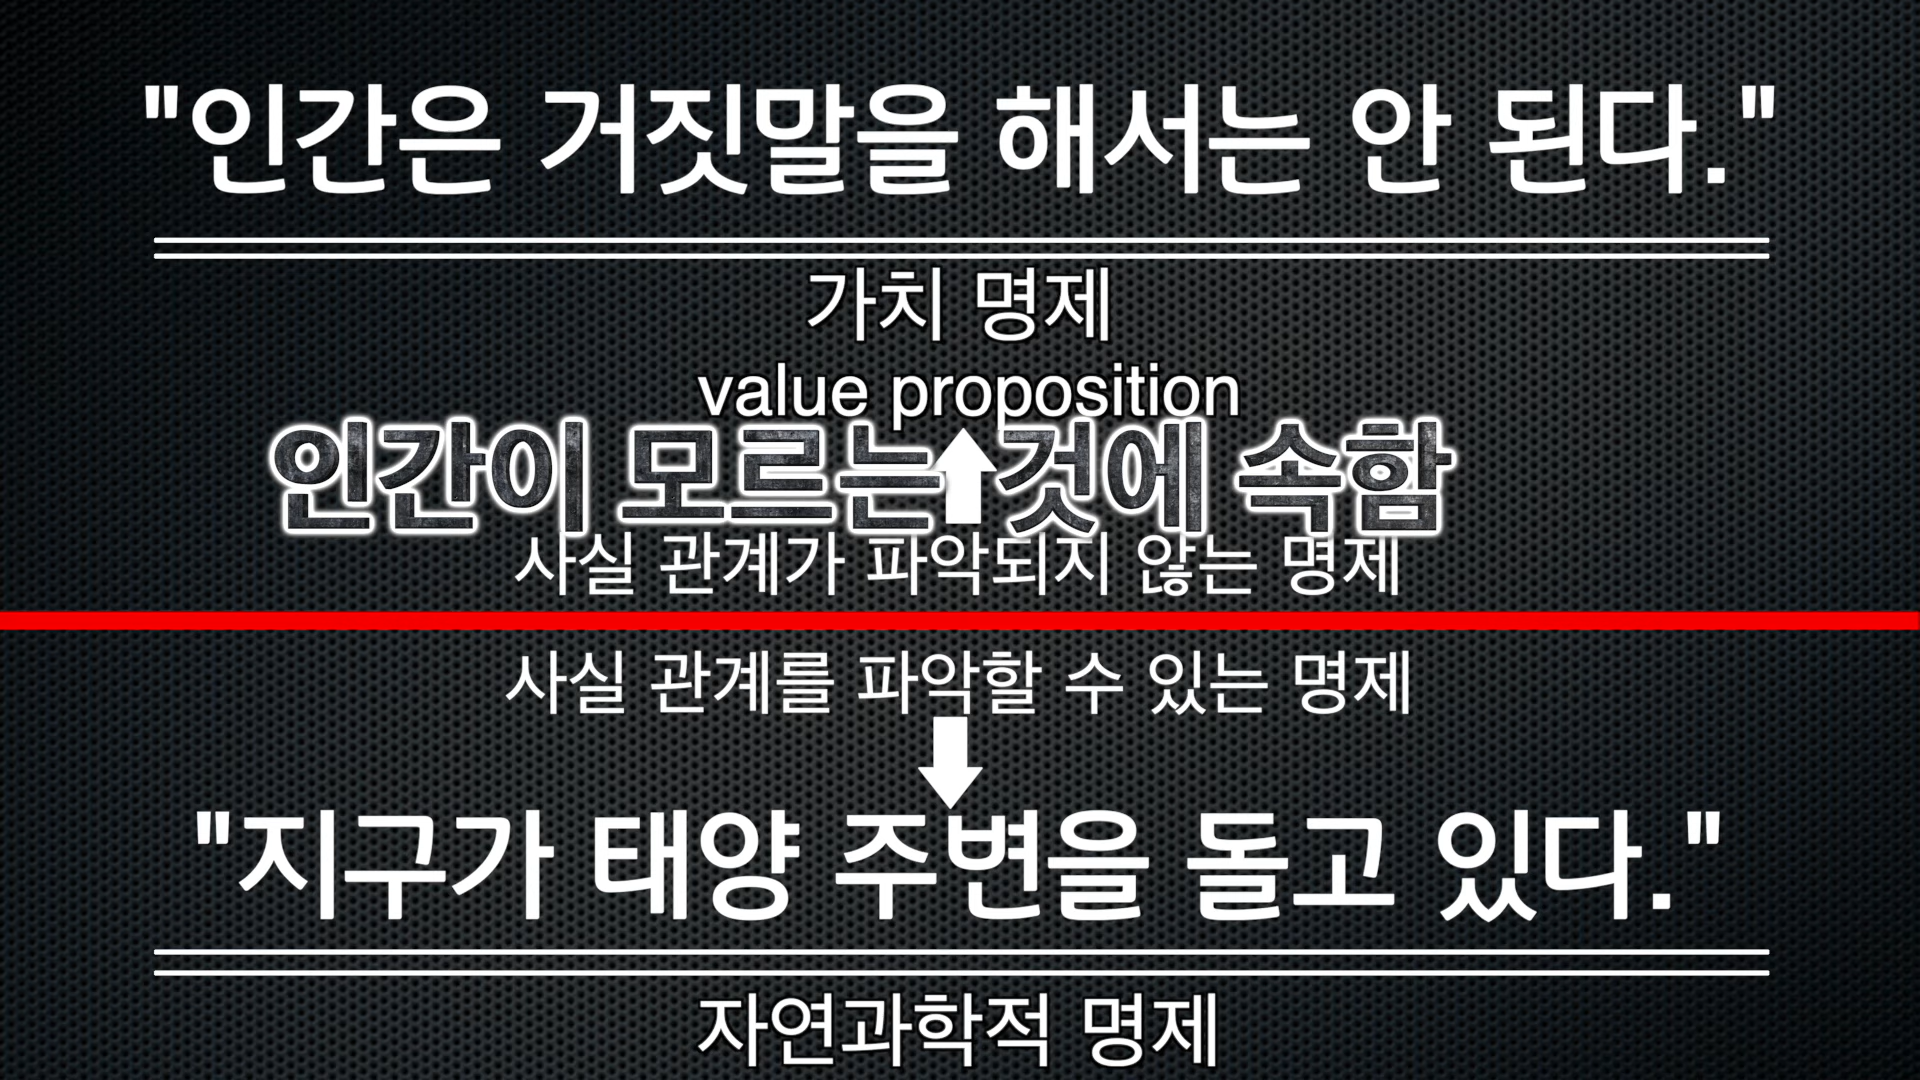 "인간은 거짓말을 해서는 안 된다."
가치 명제
value proposition
인간이 모르는 것에 속함
사실 관계가 파악되지 않는 명제
사실 관계를 파악할 수 있는 명제
"지구가 태양 주변을 돌고 있다."
자연과학적 명제